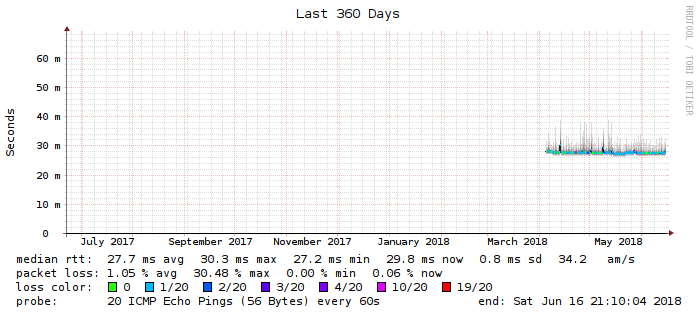 Last 360 Days
RRDTOOL / TOBI OETIKER
Seconds
60 m
50 m
40 m
30 m
20 m
10 m
0
July 2017 September 2017 November 2017 January 2018 March 2018 May 2018
median rtt: 27.7 ms avg 30.3 ms max 27.2 ms min 29.8 ms now 0.8 ms sd 34.2 am/s
packet loss: 1.05 % avg 30.48 % max 0.00 % min 0.06 % now
loss color: 0 1/20 2/20 3/20 4/20 10/20 19/20
probe: 20 ICMP Echo Pings (56 Bytes) every 60s end: Sat Jun 16 21:10:04 2018